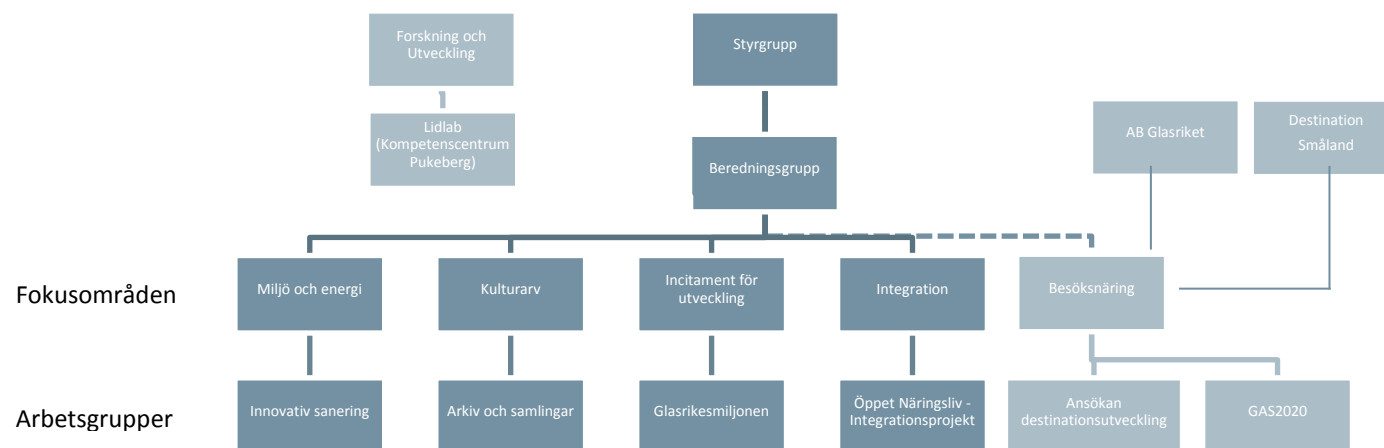 Forskning och
Utveckling
Styrgrupp
Lidlab
(Kompetenscentrum
Pukeberg)
AB Glasriket
Destination
Småland
Beredningsgrupp
Fokusområden
Miljö och energi
Kulturarv
Incitament för
utveckling
Integration
Besöksnäring
Arbetsgrupper
Innovativ sanering
Arkiv och samlingar
Glasrikesmiljonen
Öppet Näringsliv -
Integrationsprojekt
Ansökan
destinationsutveckling
GAS2020